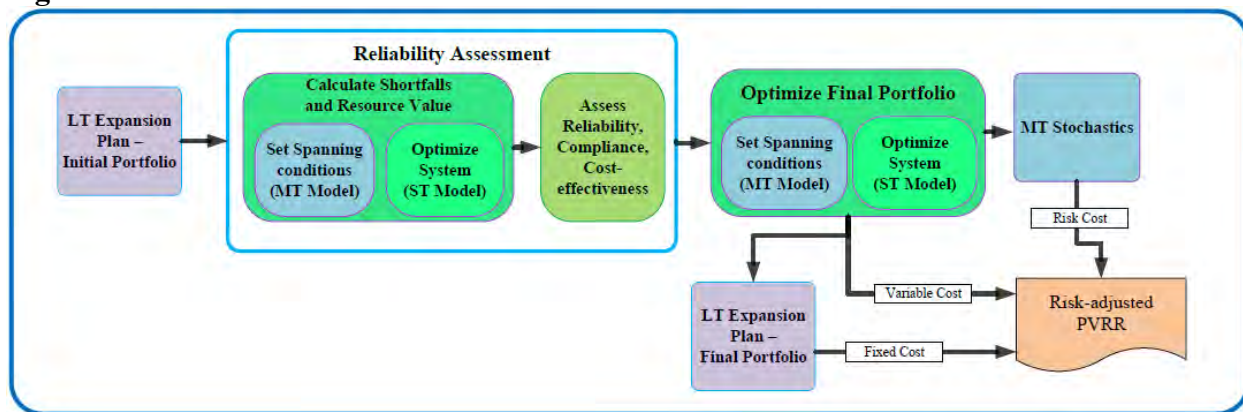 Reliability Assessment
LT Expansion
Plan –
Initial Portfolio
Calculate Shortfalls
and Resource Value
Set Spanning
conditions
(MT Model)
Optimize
System
(ST Model)
Assess
Reliability,
Compliance,
Cost-
effectiveness
Optimize Final Portfolio
Set Spanning
conditions
(MT Model)
Optimize
System
(ST Model)
MT Stochastics
Risk Cost
LT Expansion
Plan –
Final Portfolio
Variable Cost
Fixed Cost
Risk-adjusted
PVRR